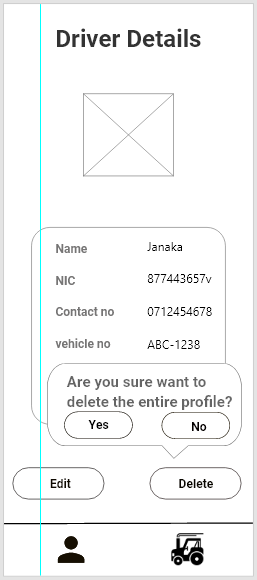 Driver Details
Name Janaka
NIC 877443657v
Contact no 0712454678
vehicle no ABC-1238
Are you sure want to
delete the entire profile?
Yes No
Edit Delete